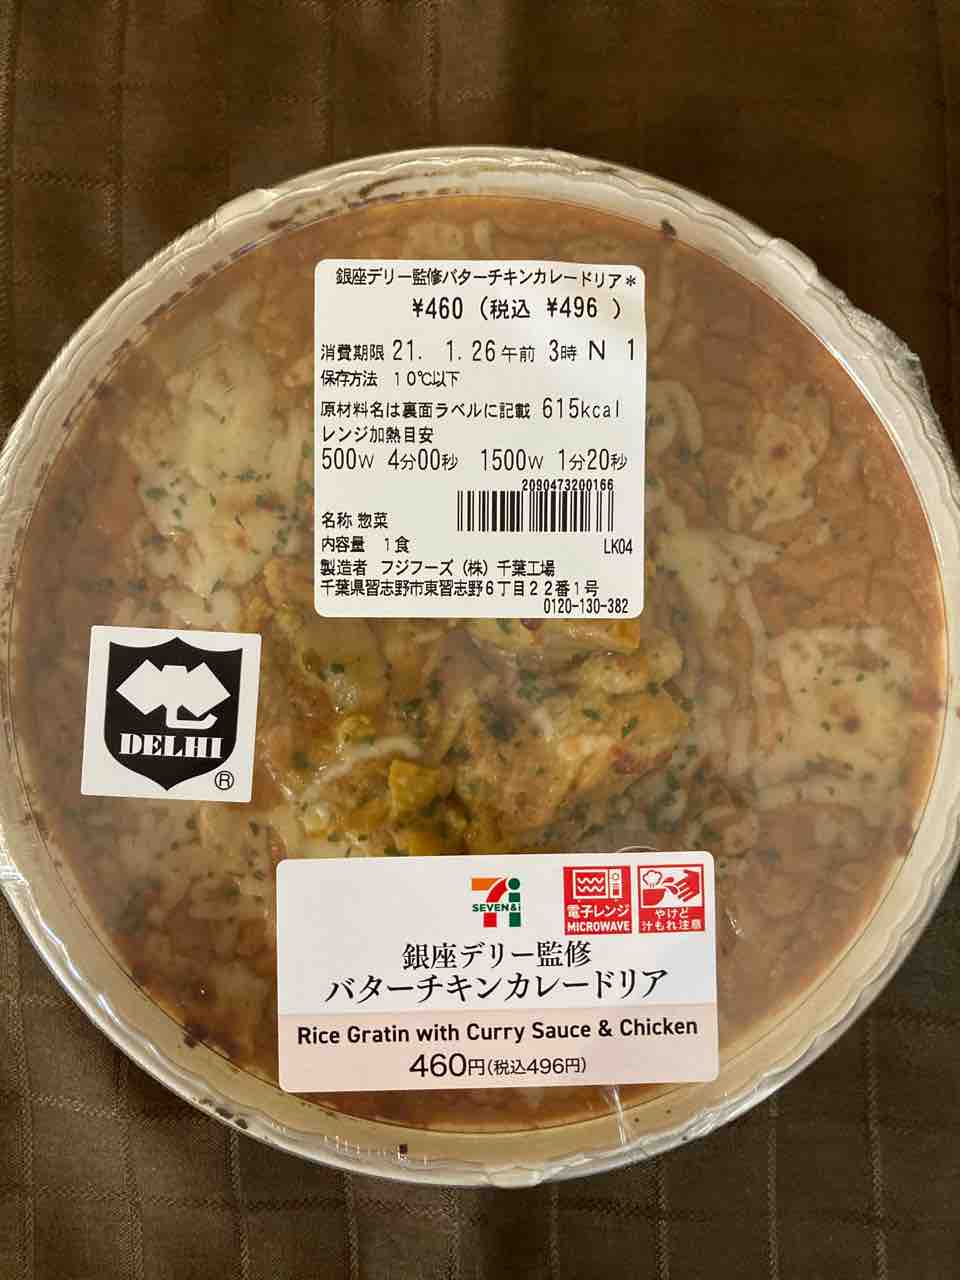 銀座デリー監修バターチキンカレードリア*
¥460 (税込 ¥496 )
消費期限 21. 1. 26 午前 3時 N 1
保存方法 10℃以下
原材料名は裏面ラベルに記載 615kcal
レンジ加熱目安
500W 4分00秒 1500W 1分20秒
2090473200166
名称 惣菜
内容量 1食
LK04
製造者 フジフーズ (株) 千葉工場
千葉県習志野市東習志野6丁目22番1号
0120-130-382
DELHI
®
SEVEN&i
電子レンジ
MICROWAVE
やけど
汁もれ注意
銀座デリー監修
バターチキンカレードリア
Rice Gratin with Curry Sauce & Chicken
460円(税込496円)